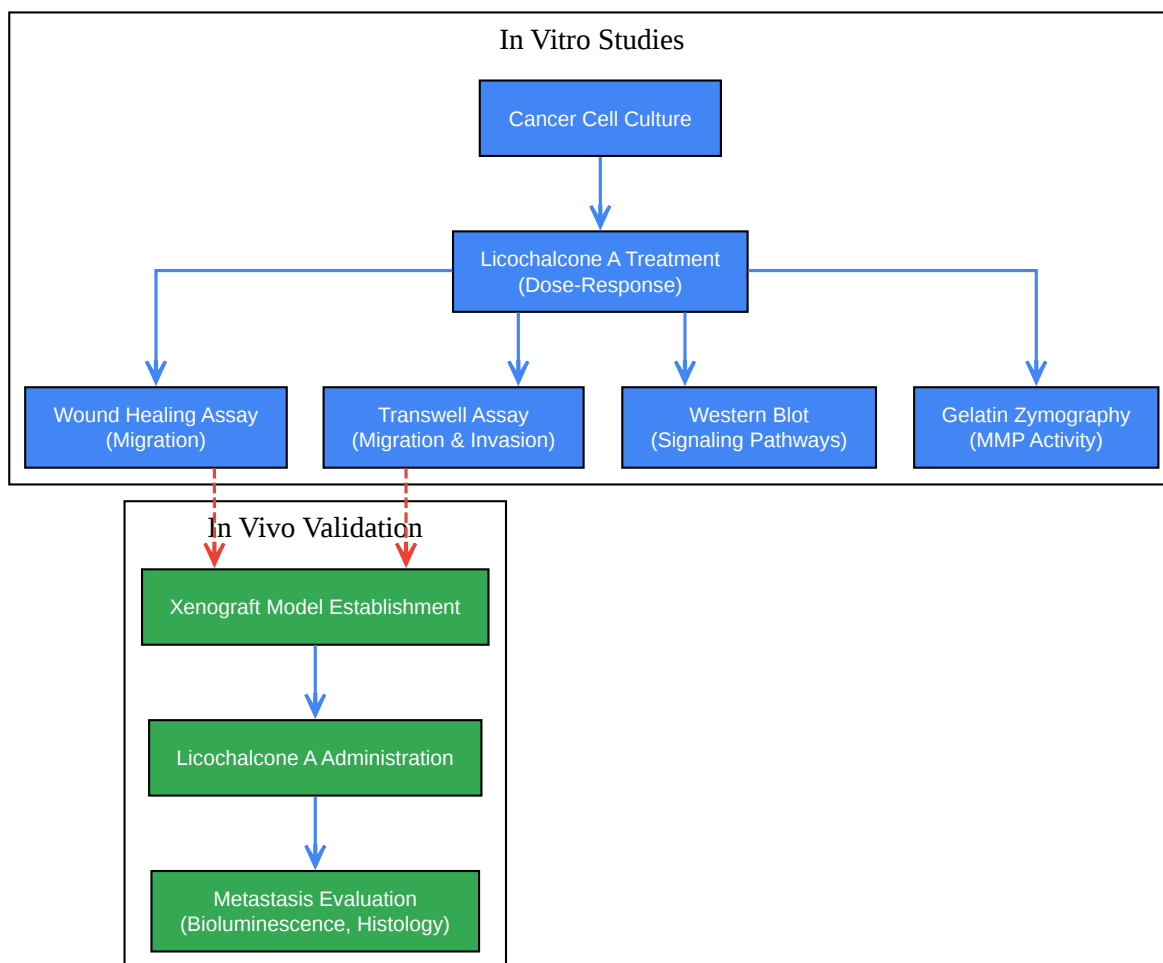 In Vitro Studies
Cancer Cell Culture
Licochalcone A Treatment
(Dose-Response)
Wound Healing Assay
(Migration)
Transwell Assay
(Migration & Invasion)
Western Blot
(Signaling Pathways)
Gelatin Zymography
(MMP Activity)
In Vivo Validation
Xenograft Model Establishment
Licochalcone A Administration
Metastasis Evaluation
(Bioluminescence, Histology)